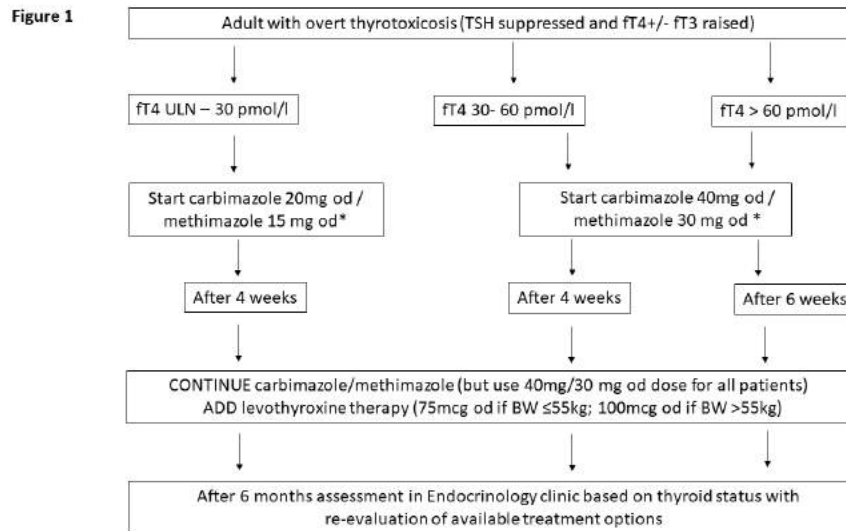 Figure 1
Adult with overt thyrotoxicosis (TSH suppressed and fT4+/- fT3 raised)
fT4 ULN – 30 pmol/l
fT4 30- 60 pmol/l
fT4 > 60 pmol/l
Start carbimazole 20mg od /
methimazole 15 mg od*
Start carbimazole 40mg od /
methimazole 30 mg od *
After 4 weeks
After 4 weeks
After 6 weeks
CONTINUE carbimazole/methimazole (but use 40mg/30 mg od dose for all patients)
ADD levothyroxine therapy (75mcg od if BW ≤55kg; 100mcg od if BW >55kg)
After 6 months assessment in Endocrinology clinic based on thyroid status with
re-evaluation of available treatment options